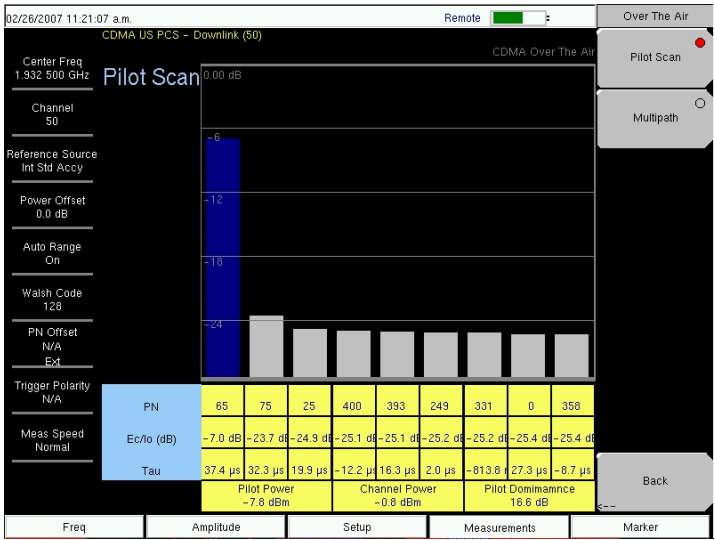 02/26/2007 11:21:07 a.m.
Remote
Over The Air
CDMA US PCS - Downlink (50)
CDMA Over The Air
Pilot Scan
Center Freq
1.932 500 GHz
Channel
50
Reference Source
Int Std Accy
Power Offset
0.0 dB
Auto Range
On
Walsh Code
128
PN Offset
N/A
Ext
Trigger Polarity
N/A
Meas Speed
Normal
0.00 dB
-6
-12
-18
-24
PN 65 75 25 400 393 249 331 0 358
Ec/Io (dB) -7.0 dB -23.7 dB -24.9 dB -25.1 dB -25.1 dB -25.2 dB -25.2 dB -25.4 dB -25.4 dB
Tau 37.4 µs 32.3 µs 19.9 µs -12.2 µs 16.3 µs 2.0 µs -813.8 27.3 µs -8.7 µs
Pilot Power
-7.8 dBm
Channel Power
-0.8 dBm
Pilot Domimamnce
16.6 dB
Pilot Scan
Multipath
Back
<--
Freq
Amplitude
Setup
Measurements
Marker